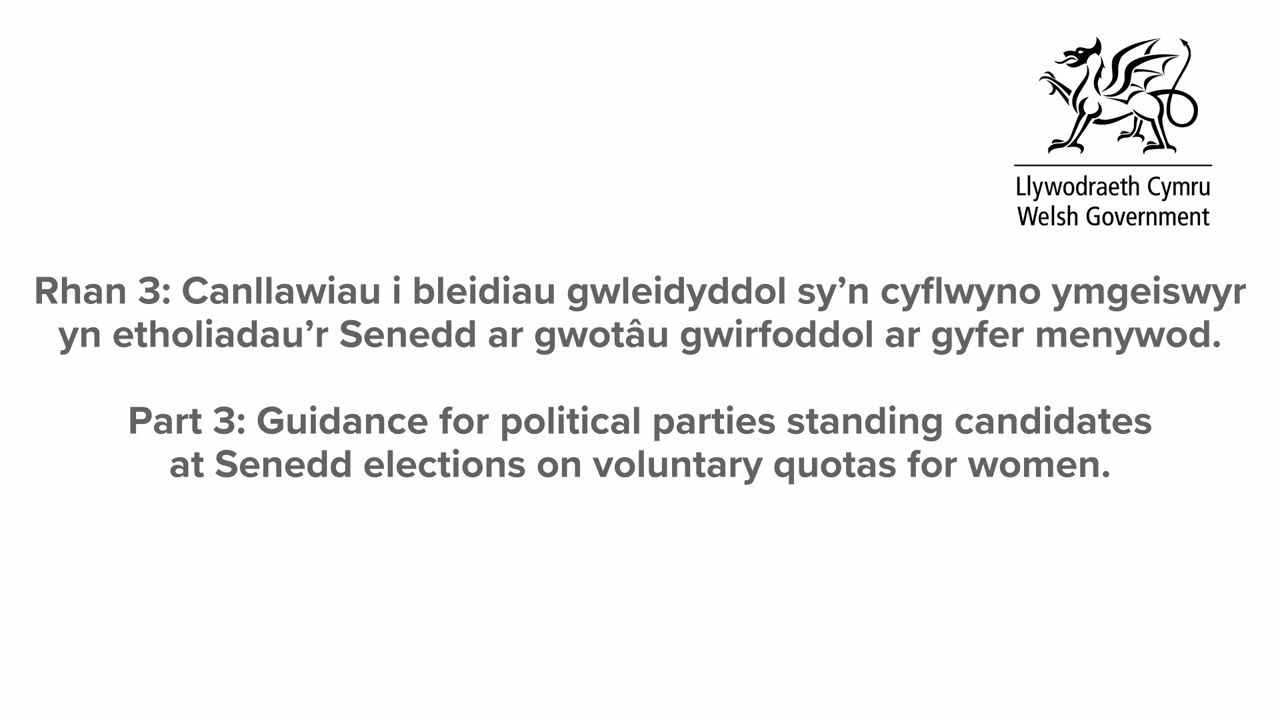 Llywodraeth Cymru
Welsh Government
Rhan 3: Canllawiau i bleidiau gwleidyddol sy’n cyflwyno ymgeiswyr
yn etholiadau’r Senedd ar gwotâu gwirfoddol ar gyfer menywod.
Part 3: Guidance for political parties standing candidates
at Senedd elections on voluntary quotas for women.